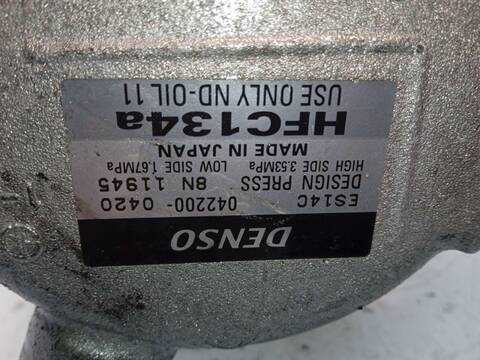 DENSO
ES14C 042200-0420
DESIGN PRESS 8N 11945
HIGH SIDE 3.53MPa LOW SIDE 1.67MPa
MADE IN JAPAN
HFC134a
USE ONLY ND-OIL 11